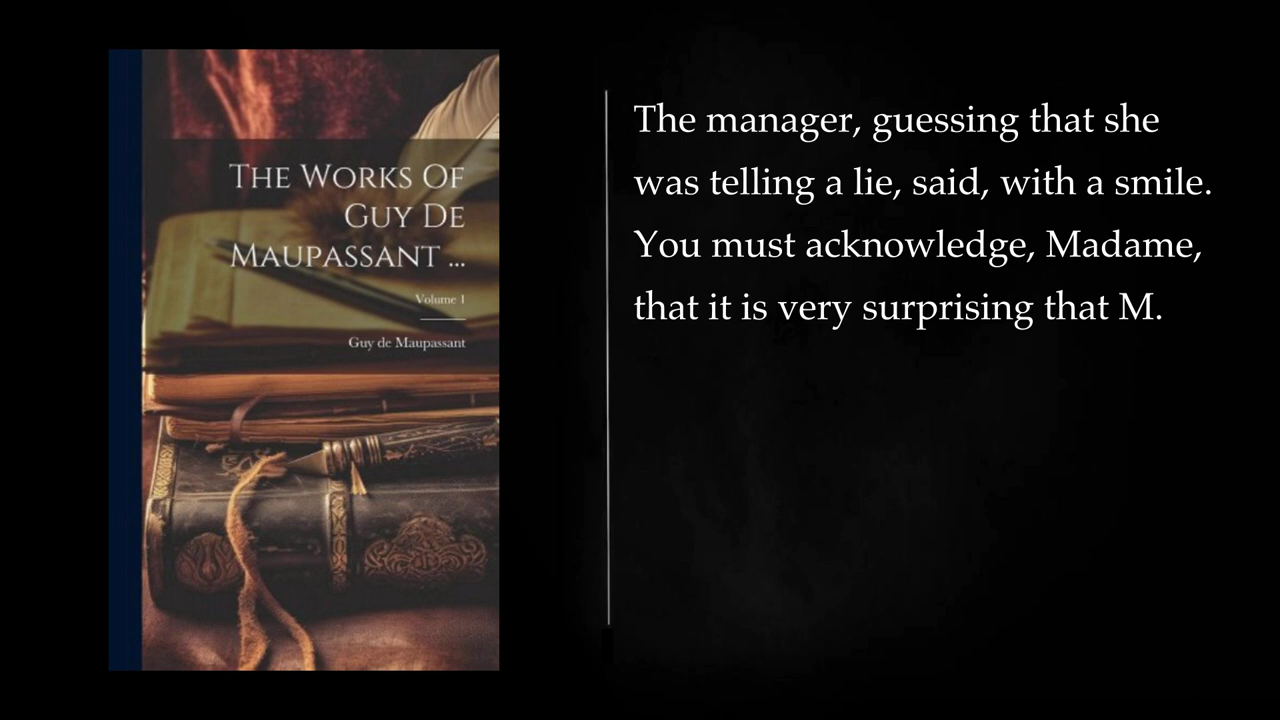 The Works Of
Guy De
Maupassant ...
Volume 1
Guy de Maupassant
The manager, guessing that she
was telling a lie, said, with a smile.
You must acknowledge, Madame,
that it is very surprising that M.